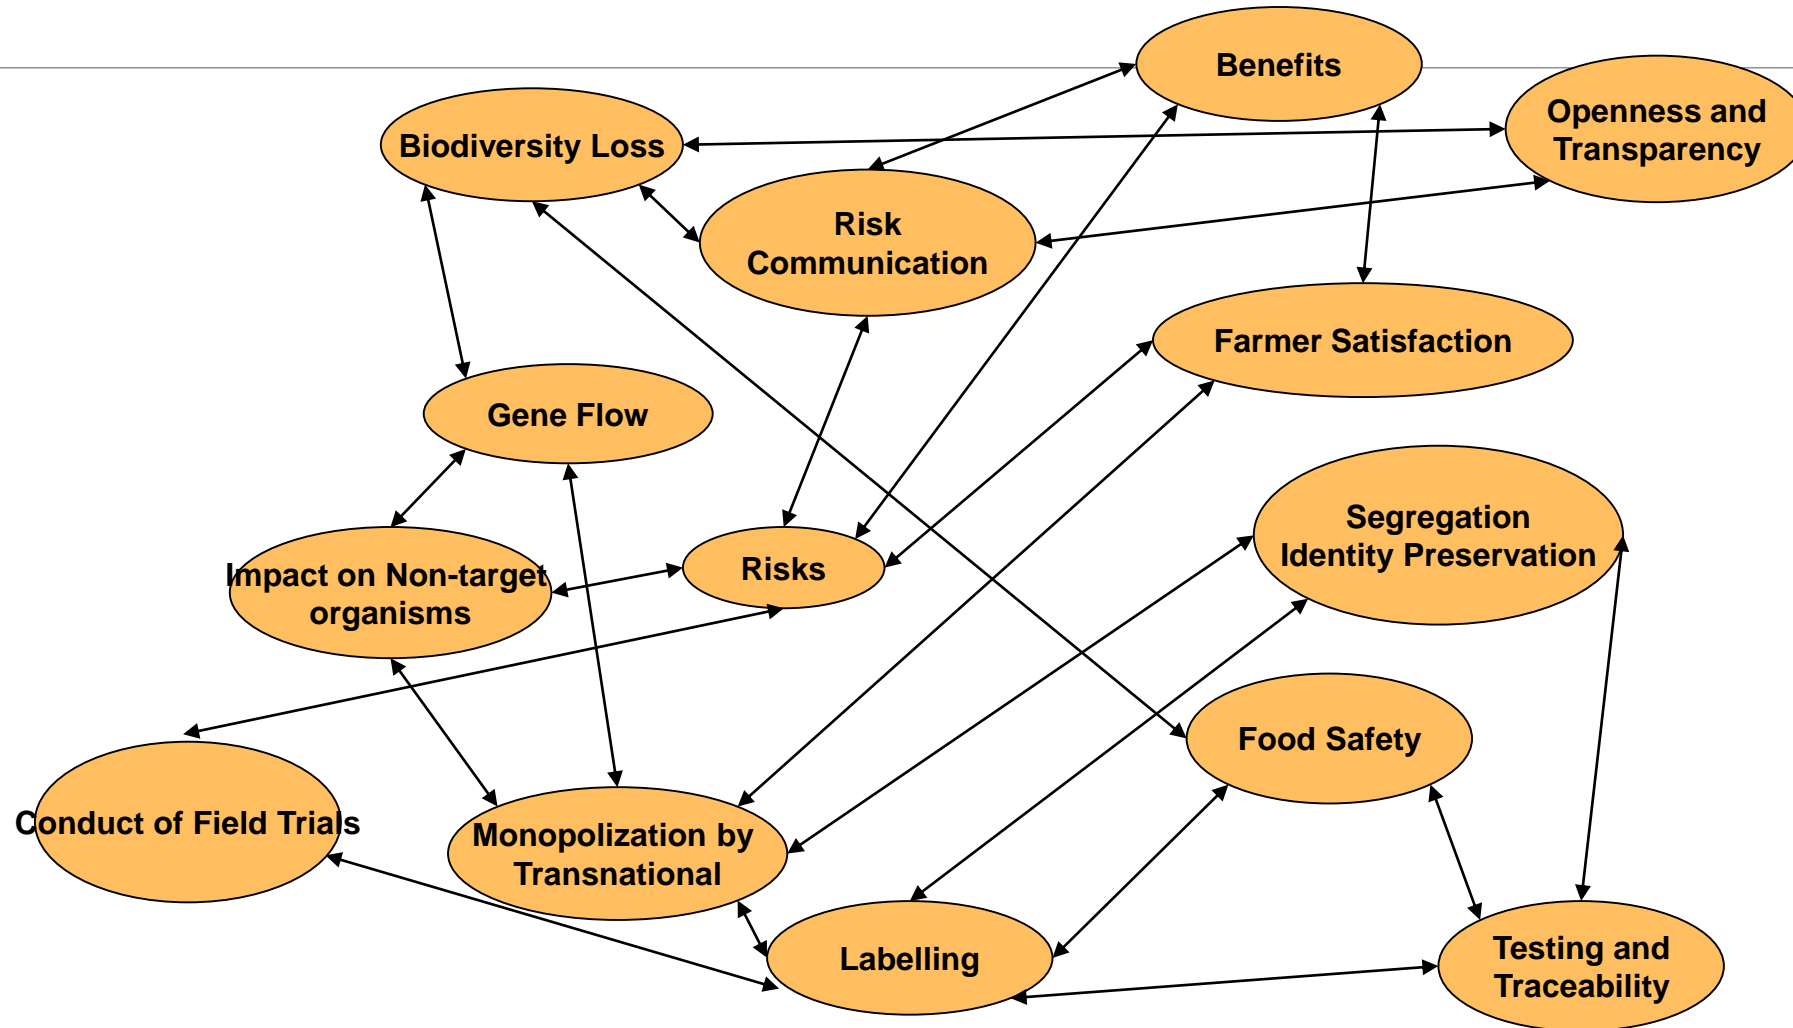 Benefits
Openness and
Transparency
Biodiversity Loss
Risk
Communication
Farmer Satisfaction
Gene Flow
Segregation
Identity Preservation
Impact on Non-target
organisms
Risks
Food Safety
Conduct of Field Trials
Monopolization by
Transnational
Labelling
Testing and
Traceability